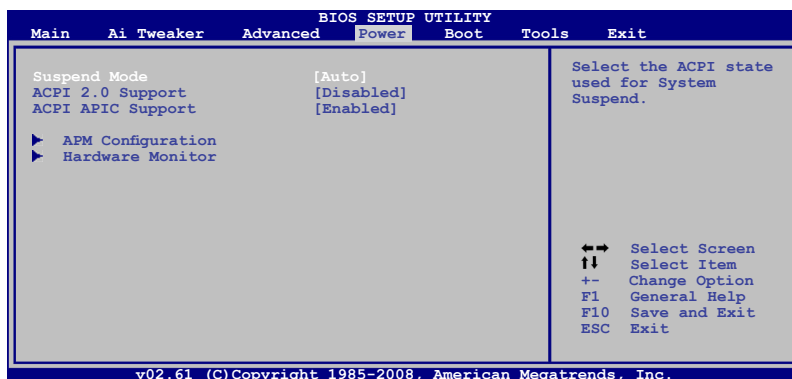 BIOS SETUP UTILITY
Main Ai Tweaker Advanced Power Boot Tools Exit
Suspend Mode [Auto]
ACPI 2.0 Support [Disabled]
ACPI APIC Support [Enabled]
APM Configuration
Hardware Monitor
Select the ACPI state
used for System
Suspend.
←→ Select Screen
↑↓ Select Item
+- Change Option
F1 General Help
F10 Save and Exit
ESC Exit
v02.61 (C)Copyright 1985-2008, American Megatrends, Inc.